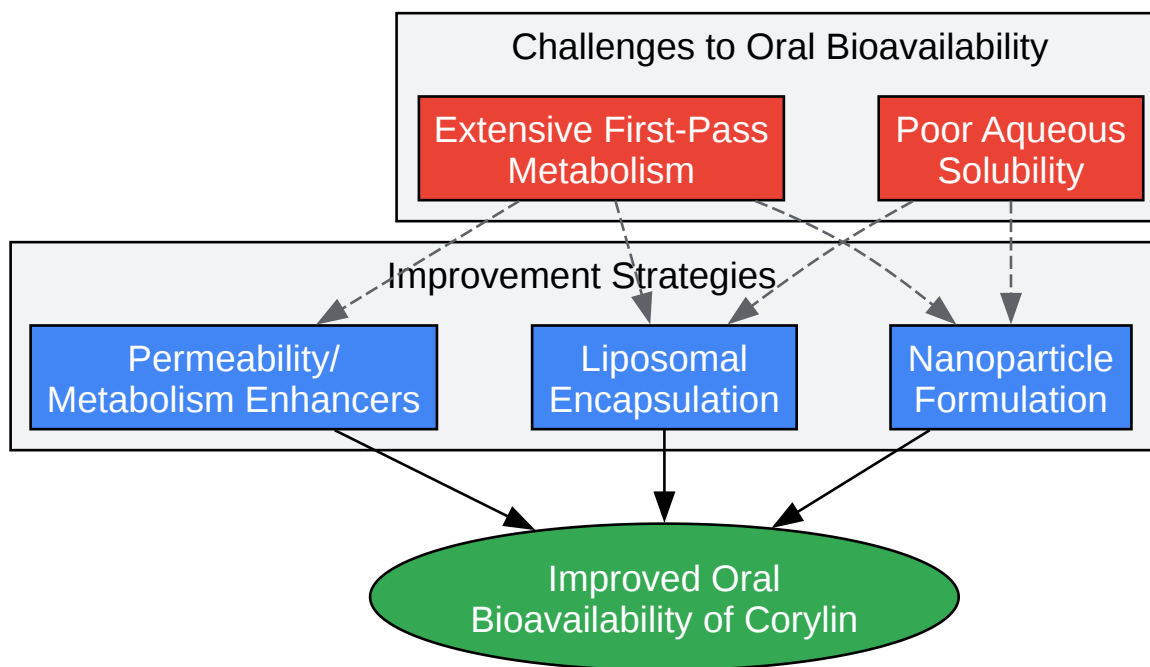 Challenges to Oral Bioavailability
Extensive First-Pass
Metabolism
Poor Aqueous
Solubility
Improvement Strategies
Permeability/
Metabolism Enhancers
Liposomal
Encapsulation
Nanoparticle
Formulation
Improved Oral
Bioavailability of Corylin